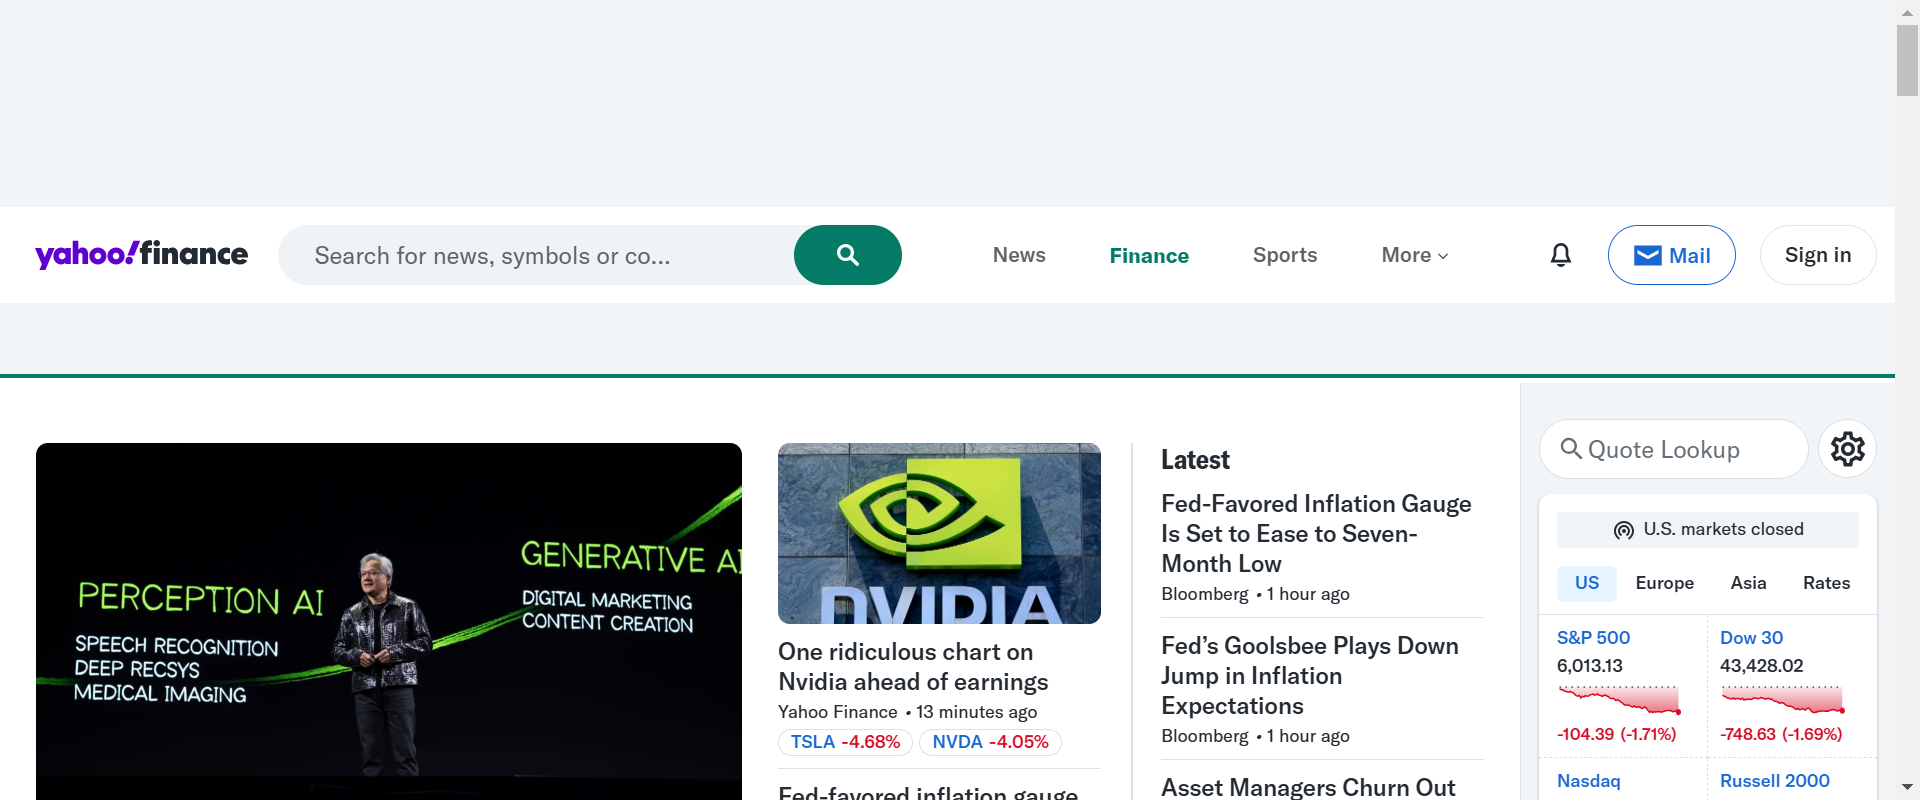 yahoo!finance
Search for news, symbols or co...
News
Finance
Sports
More
Mail
Sign in
PERCEPTION AI
SPEECH RECOGNITION
DEEP RECSYS
MEDICAL IMAGING
GENERATIVE AI
DIGITAL MARKETING
CONTENT CREATION
NVIDIA
One ridiculous chart on
Nvidia ahead of earnings
Yahoo Finance • 13 minutes ago
TSLA -4.68% NVDA -4.05%
Fed-favored inflation gauge
Latest
Fed-Favored Inflation Gauge
Is Set to Ease to Seven-
Month Low
Bloomberg • 1 hour ago
Fed’s Goolsbee Plays Down
Jump in Inflation
Expectations
Bloomberg • 1 hour ago
Asset Managers Churn Out
Quote Lookup
U.S. markets closed
US Europe Asia Rates
S&P 500
6,013.13
-104.39 (-1.71%)
Dow 30
43,428.02
-748.63 (-1.69%)
Nasdaq
Russell 2000